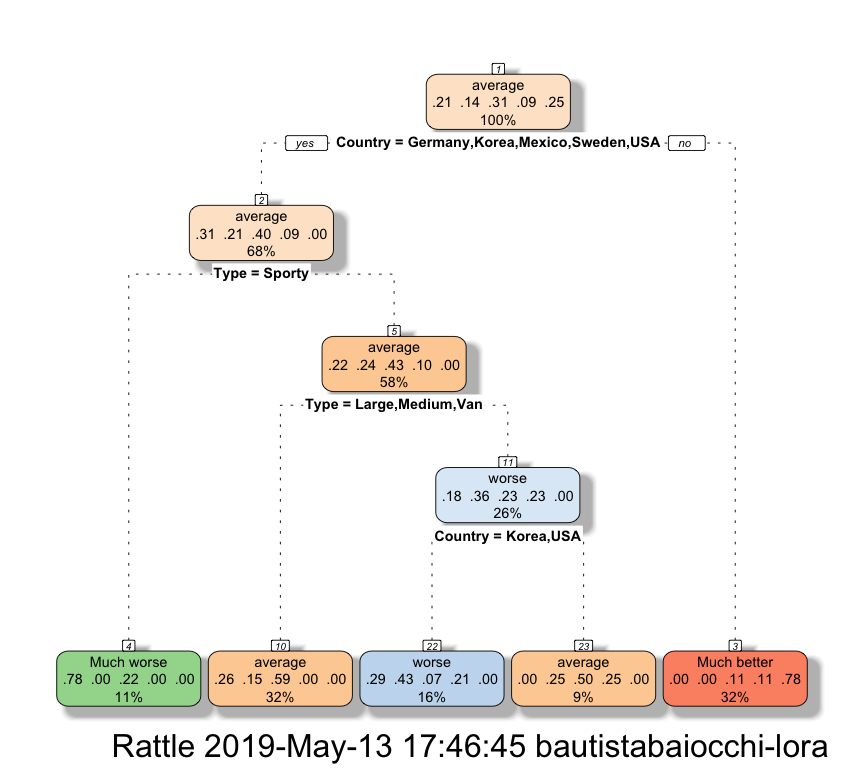 1
average
.21 .14 .31 .09 .25
100%
yes Country = Germany,Korea,Mexico,Sweden,USA no
2
average
.31 .21 .40 .09 .00
68%
Type = Sporty
5
average
.22 .24 .43 .10 .00
58%
Type = Large,Medium,Van
11
worse
.18 .36 .23 .23 .00
26%
Country = Korea,USA
4
Much worse
.78 .00 .22 .00 .00
11%
10
average
.26 .15 .59 .00 .00
32%
22
worse
.29 .43 .07 .21 .00
16%
23
average
.00 .25 .50 .25 .00
9%
3
Much better
.00 .00 .11 .11 .78
32%
Rattle 2019-May-13 17:46:45 bautistabaiocchi-lora